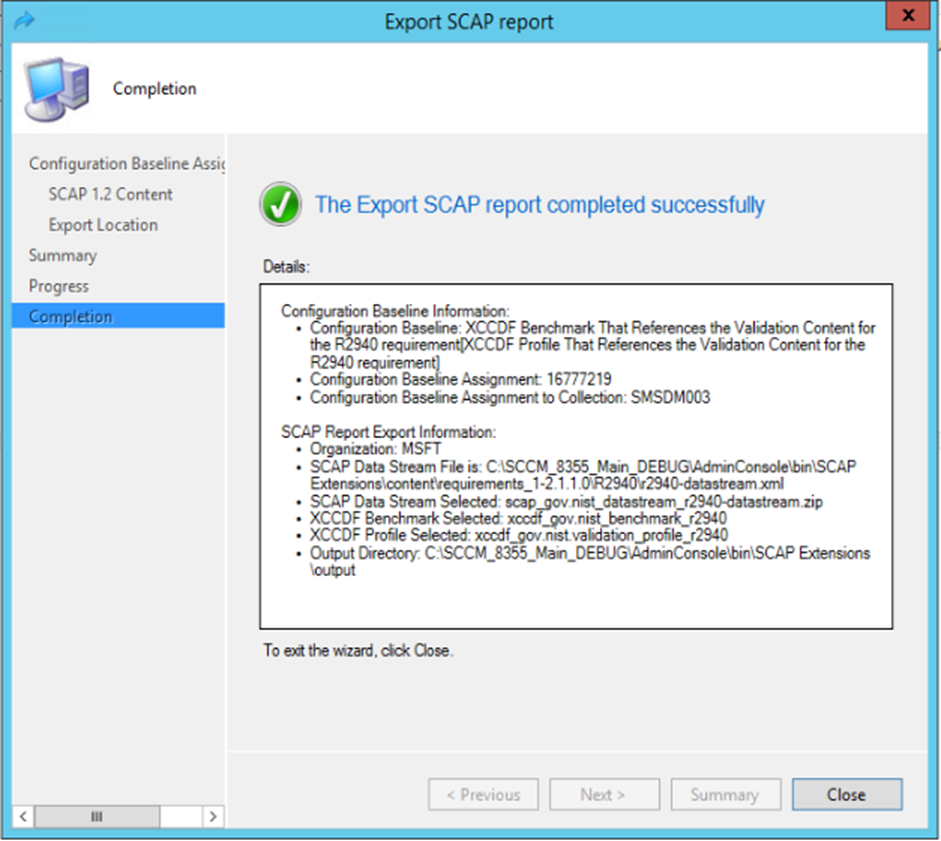 Export SCAP report
x
Completion
Configuration Baseline Assig
SCAP 1.2 Content
Export Location
Summary
Progress
Completion
The Export SCAP report completed successfully
Details:
Configuration Baseline Information:
• Configuration Baseline: XCCDF Benchmark That References the Validation Content for
the R2940 requirement[XCCDF Profile That References the Validation Content for the
R2940 requirement]
• Configuration Baseline Assignment: 16777219
• Configuration Baseline Assignment to Collection: SMSDM003
SCAP Report Export Information:
• Organization: MSFT
• SCAP Data Stream File is: C:\SCCM_8355_Main_DEBUG\AdminConsole\bin\SCAP
Extensions\content\requirements_1-2.1.1.0\R2940\r2940-datastream.xml
• SCAP Data Stream Selected: scap_gov.nist_datastream_r2940-datastream.zip
• XCCDF Benchmark Selected: xccdf_gov.nist_benchmark_r2940
• XCCDF Profile Selected: xccdf_gov.nist.validation_profile_r2940
• Output Directory: C:\SCCM_8355_Main_DEBUG\AdminConsole\bin\SCAP Extensions
\output
To exit the wizard, click Close.
< Previous
Next >
Summary
Close